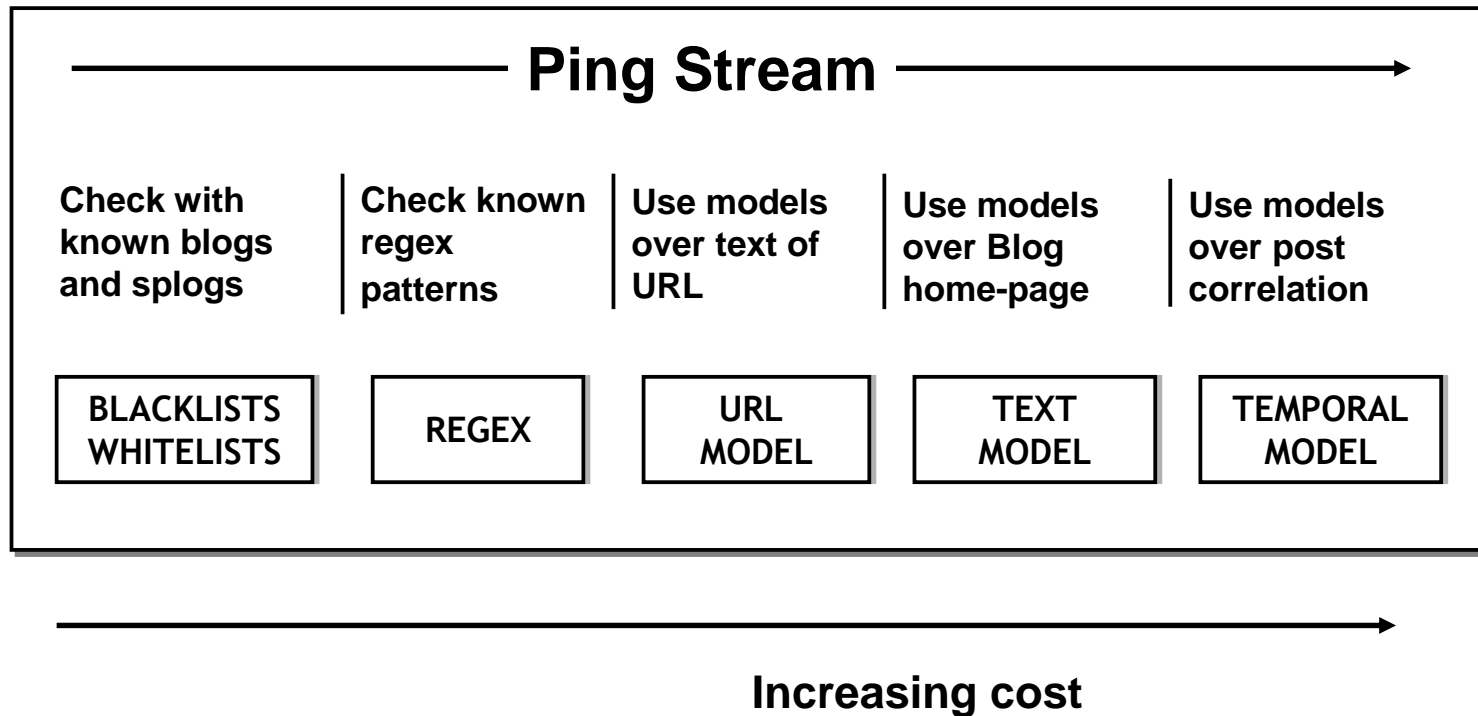 Ping Stream
Check with
known blogs
and splogs
Check known
regex
patterns
Use models
over text of
URL
Use models
over Blog
home-page
Use models
over post
correlation
BLACKLISTS
WHITELISTS
REGEX
URL
MODEL
TEXT
MODEL
TEMPORAL
MODEL
Increasing cost